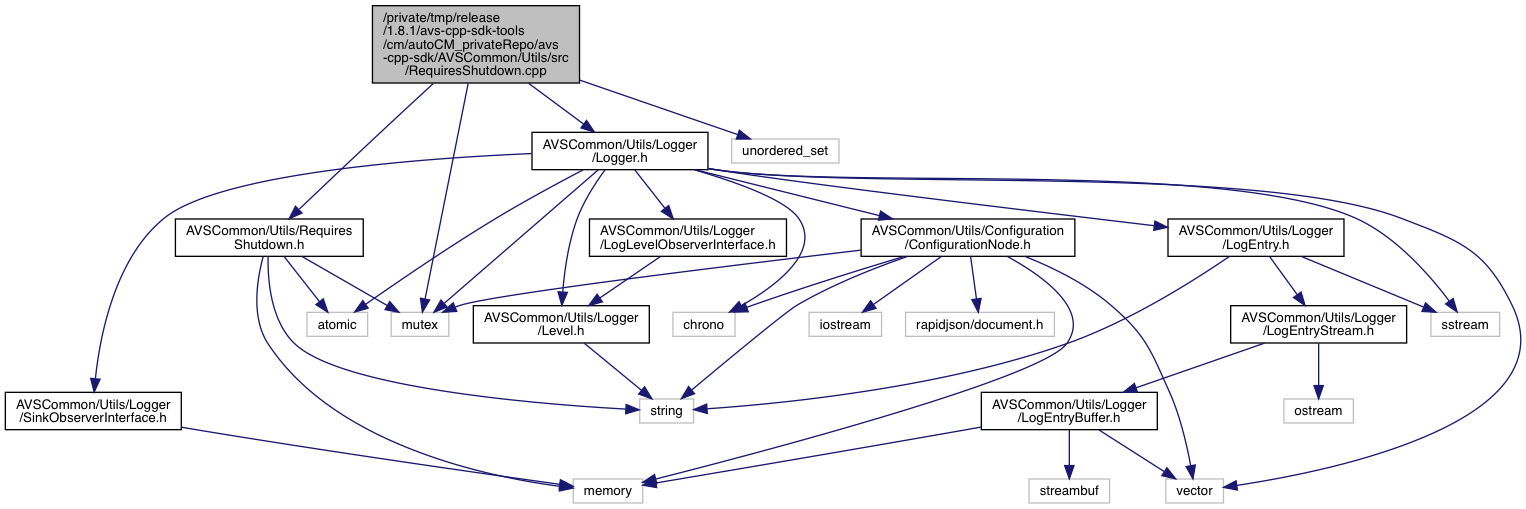 /private/tmp/release
/1.8.1/avs-cpp-sdk-tools
/cm/autoCM_privateRepo/avs
-cpp-sdk/AVSCommon/Utils/src
/RequiresShutdown.cpp
AVSCommon/Utils/Logger
/Logger.h
unordered_set
AVSCommon/Utils/Requires
Shutdown.h
AVSCommon/Utils/Logger
/LogLevelObserverInterface.h
AVSCommon/Utils/Configuration
/ConfigurationNode.h
AVSCommon/Utils/Logger
/LogEntry.h
atomic
mutex
AVSCommon/Utils/Logger
/Level.h
chrono
iostream
rapidjson/document.h
AVSCommon/Utils/Logger
/LogEntryStream.h
sstream
AVSCommon/Utils/Logger
/SinkObserverInterface.h
string
AVSCommon/Utils/Logger
/LogEntryBuffer.h
ostream
memory
streambuf
vector